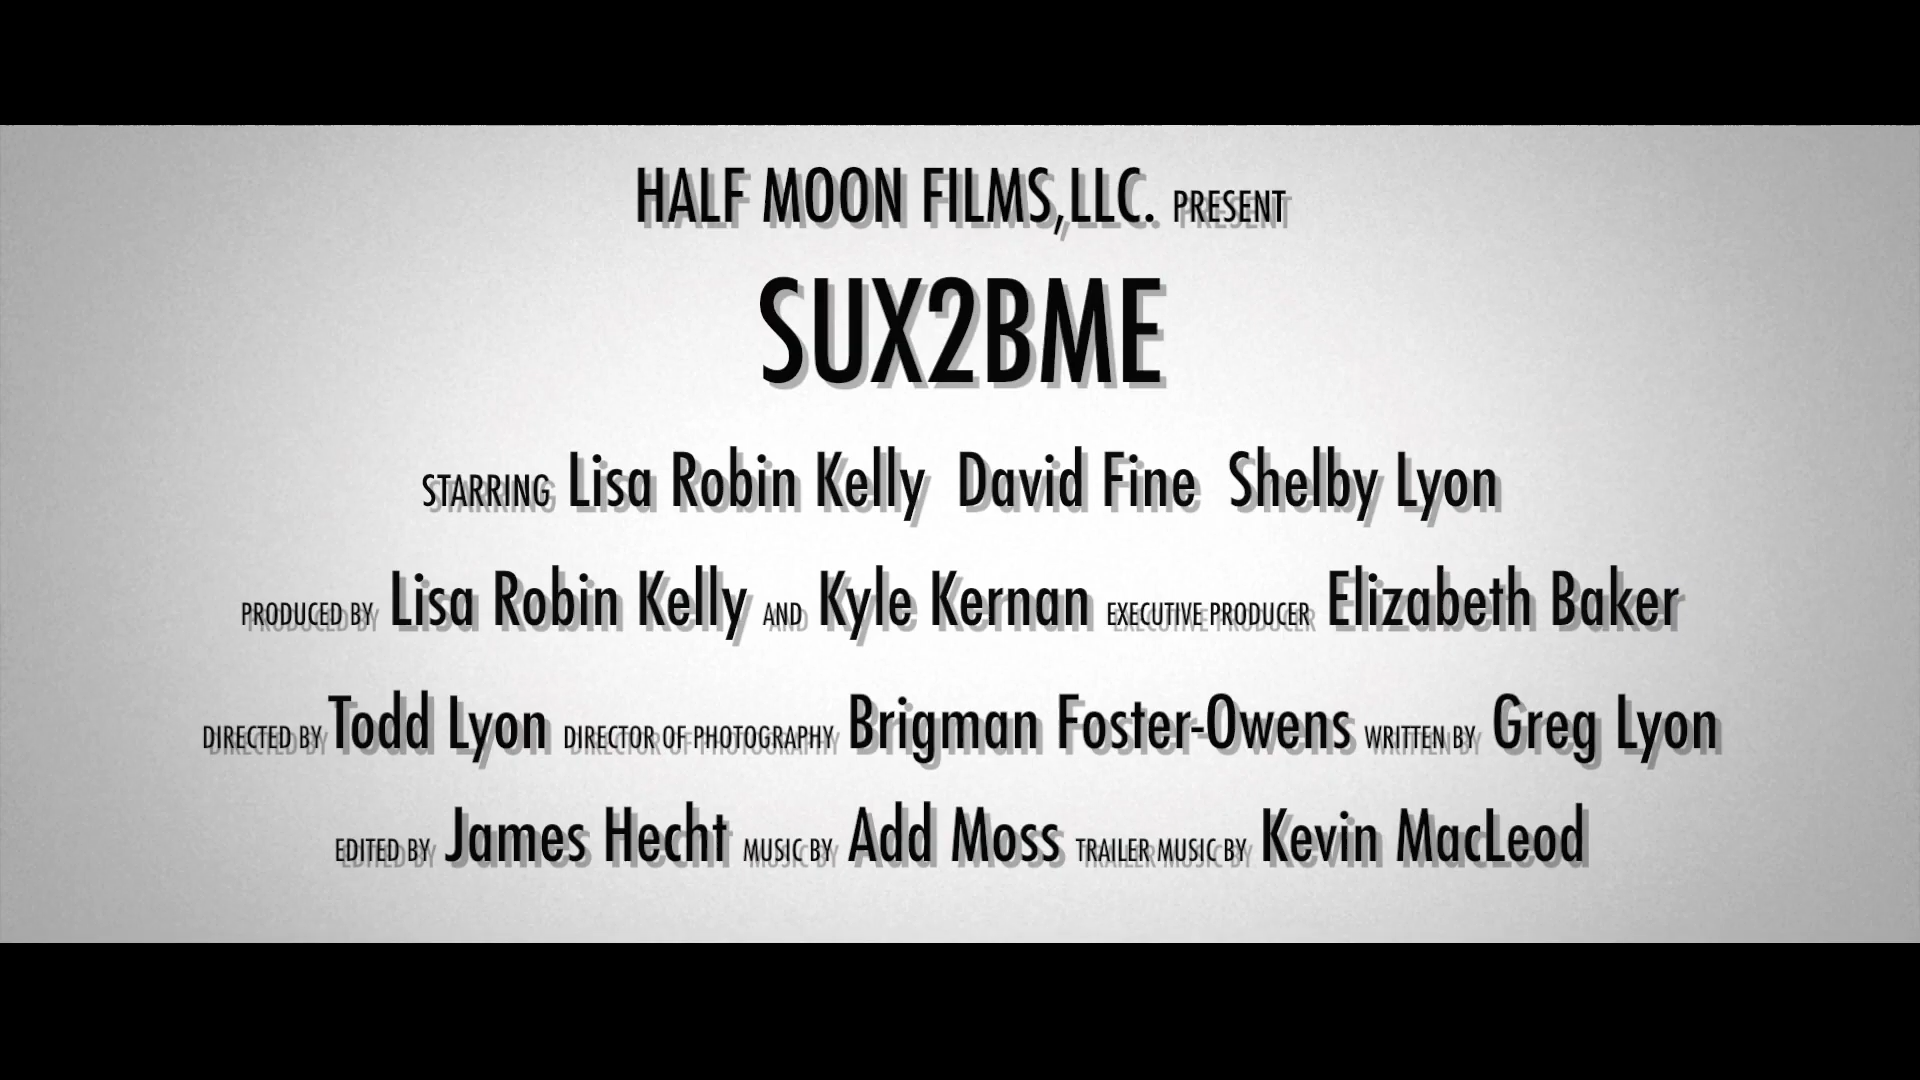 HALF MOON FILMS,LLC. PRESENT
SUX2BME
STARRING Lisa Robin Kelly David Fine Shelby Lyon
PRODUCED BY Lisa Robin Kelly AND Kyle Kernan EXECUTIVE PRODUCER Elizabeth Baker
DIRECTED BY Todd Lyon DIRECTOR OF PHOTOGRAPHY Brigman Foster-Owens WRITTEN BY Greg Lyon
EDITED BY James Hecht MUSIC BY Add Moss TRAILER MUSIC BY Kevin MacLeod